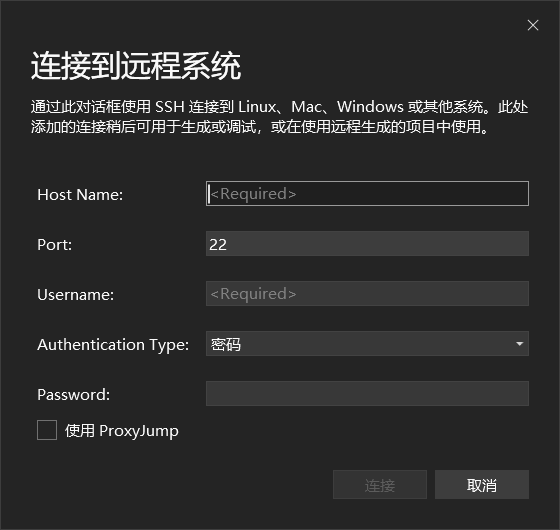 连接到远程系统
通过此对话框使用 SSH 连接到 Linux、Mac、Windows 或其他系统。此处
添加的连接稍后可用于生成或调试，或在使用远程生成的项目中使用。
Host Name: <Required>
Port: 22
Username: <Required>
Authentication Type: 密码
Password:
使用 ProxyJump
连接 取消